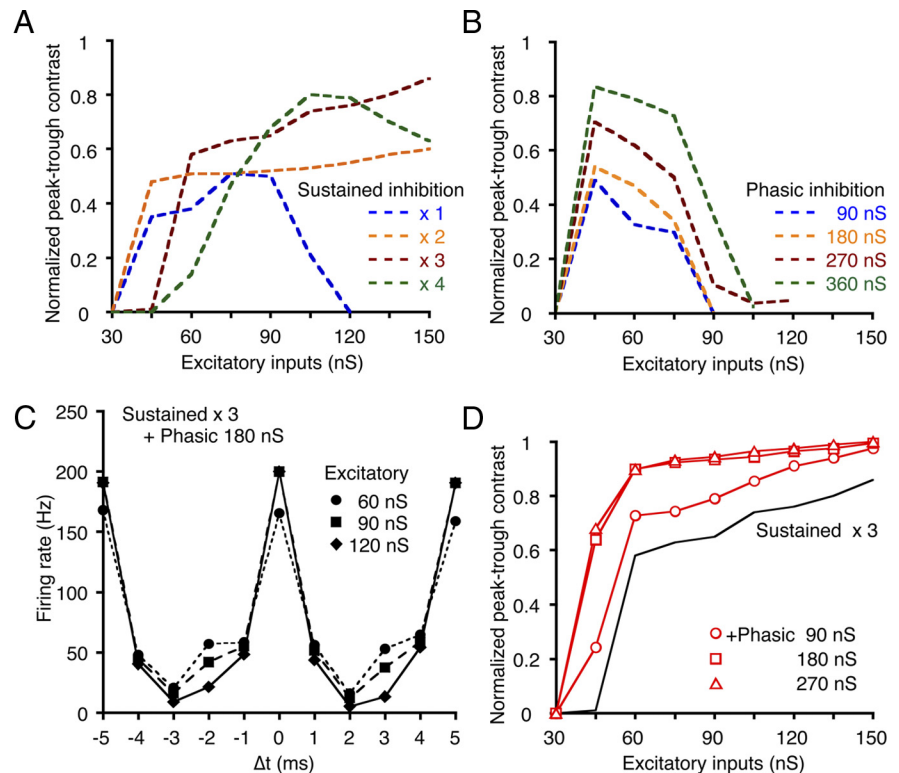 A
Normalized peak-trough contrast
1
0.8
0.6
0.4
0.2
0
30
60
90
120
150
Excitatory inputs (nS)
Sustained inhibition
x 1
x 2
x 3
x 4
B
Normalized peak-trough contrast
1
0.8
0.6
0.4
0.2
0
30
60
90
120
150
Excitatory inputs (nS)
Phasic inhibition
90 nS
180 nS
270 nS
360 nS
C
Sustained x 3
+ Phasic 180 nS
Firing rate (Hz)
250
200
150
100
50
0
-5
-4
-3
-2
-1
0
1
2
3
4
5
Δt (ms)
Excitatory
60 nS
90 nS
120 nS
D
Normalized peak-trough contrast
1
0.8
0.6
0.4
0.2
0
30
60
90
120
150
Excitatory inputs (nS)
Sustained x 3
+Phasic 90 nS
180 nS
270 nS